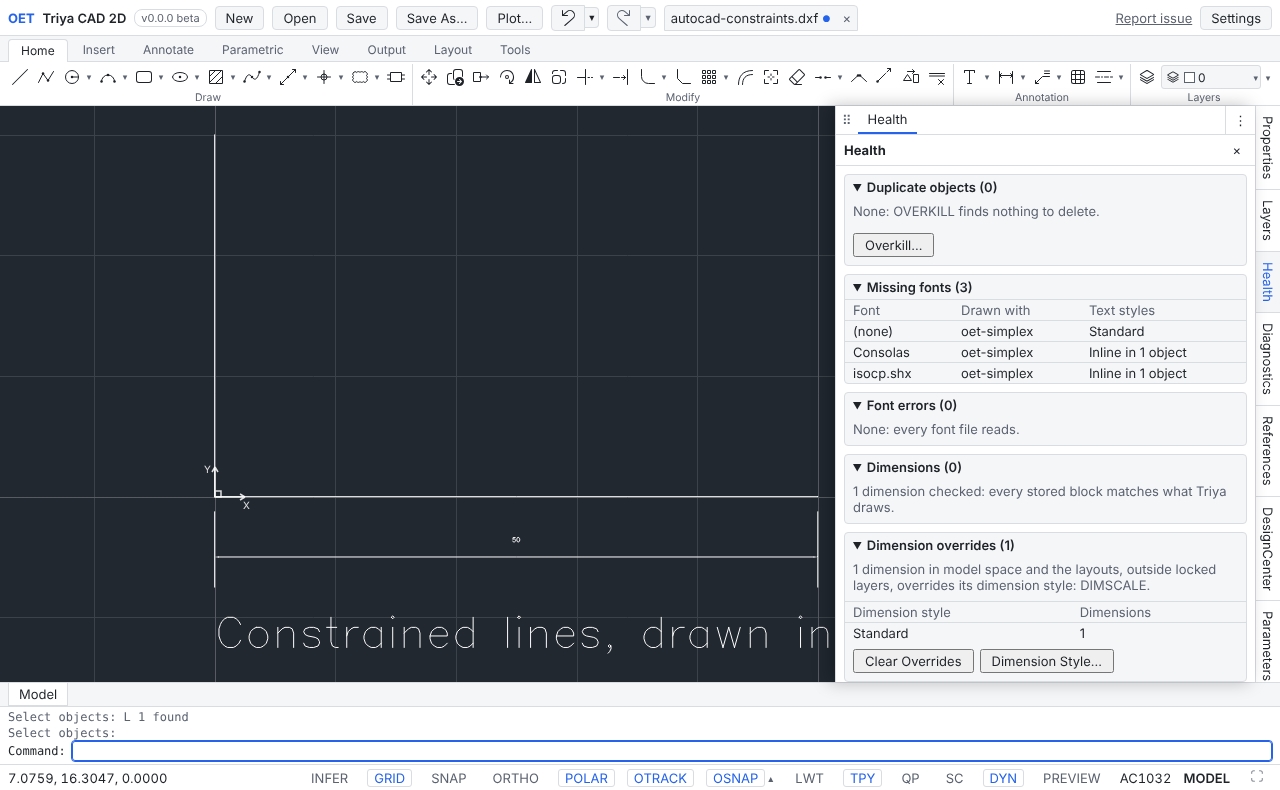 OET Triya CAD 2D v0.0.0 beta New Open Save Save As... Plot... autocad-constraints.dxf × Report issue Settings
Home Insert Annotate Parametric View Output Layout Tools
0
Draw Modify Annotation Layers
Health
Health ×
Duplicate objects (0)
None: OVERKILL finds nothing to delete.
Overkill...
Missing fonts (3)
Font Drawn with Text styles
(none) oet-simplex Standard
Consolas oet-simplex Inline in 1 object
isocp.shx oet-simplex Inline in 1 object
Font errors (0)
None: every font file reads.
Dimensions (0)
1 dimension checked: every stored block matches what Triya
draws.
Dimension overrides (1)
1 dimension in model space and the layouts, outside locked
layers, overrides its dimension style: DIMSCALE.
Dimension style Dimensions
Standard 1
Clear Overrides Dimension Style...
Properties
Layers
Health
Diagnostics
References
DesignCenter
Parameters
Y
X
50
Constrained lines, drawn in
Model
Select objects: L 1 found
Select objects:
Command:
7.0759, 16.3047, 0.0000 INFER GRID SNAP ORTHO POLAR OTRACK OSNAP LWT TPY QP SC DYN PREVIEW AC1032 MODEL